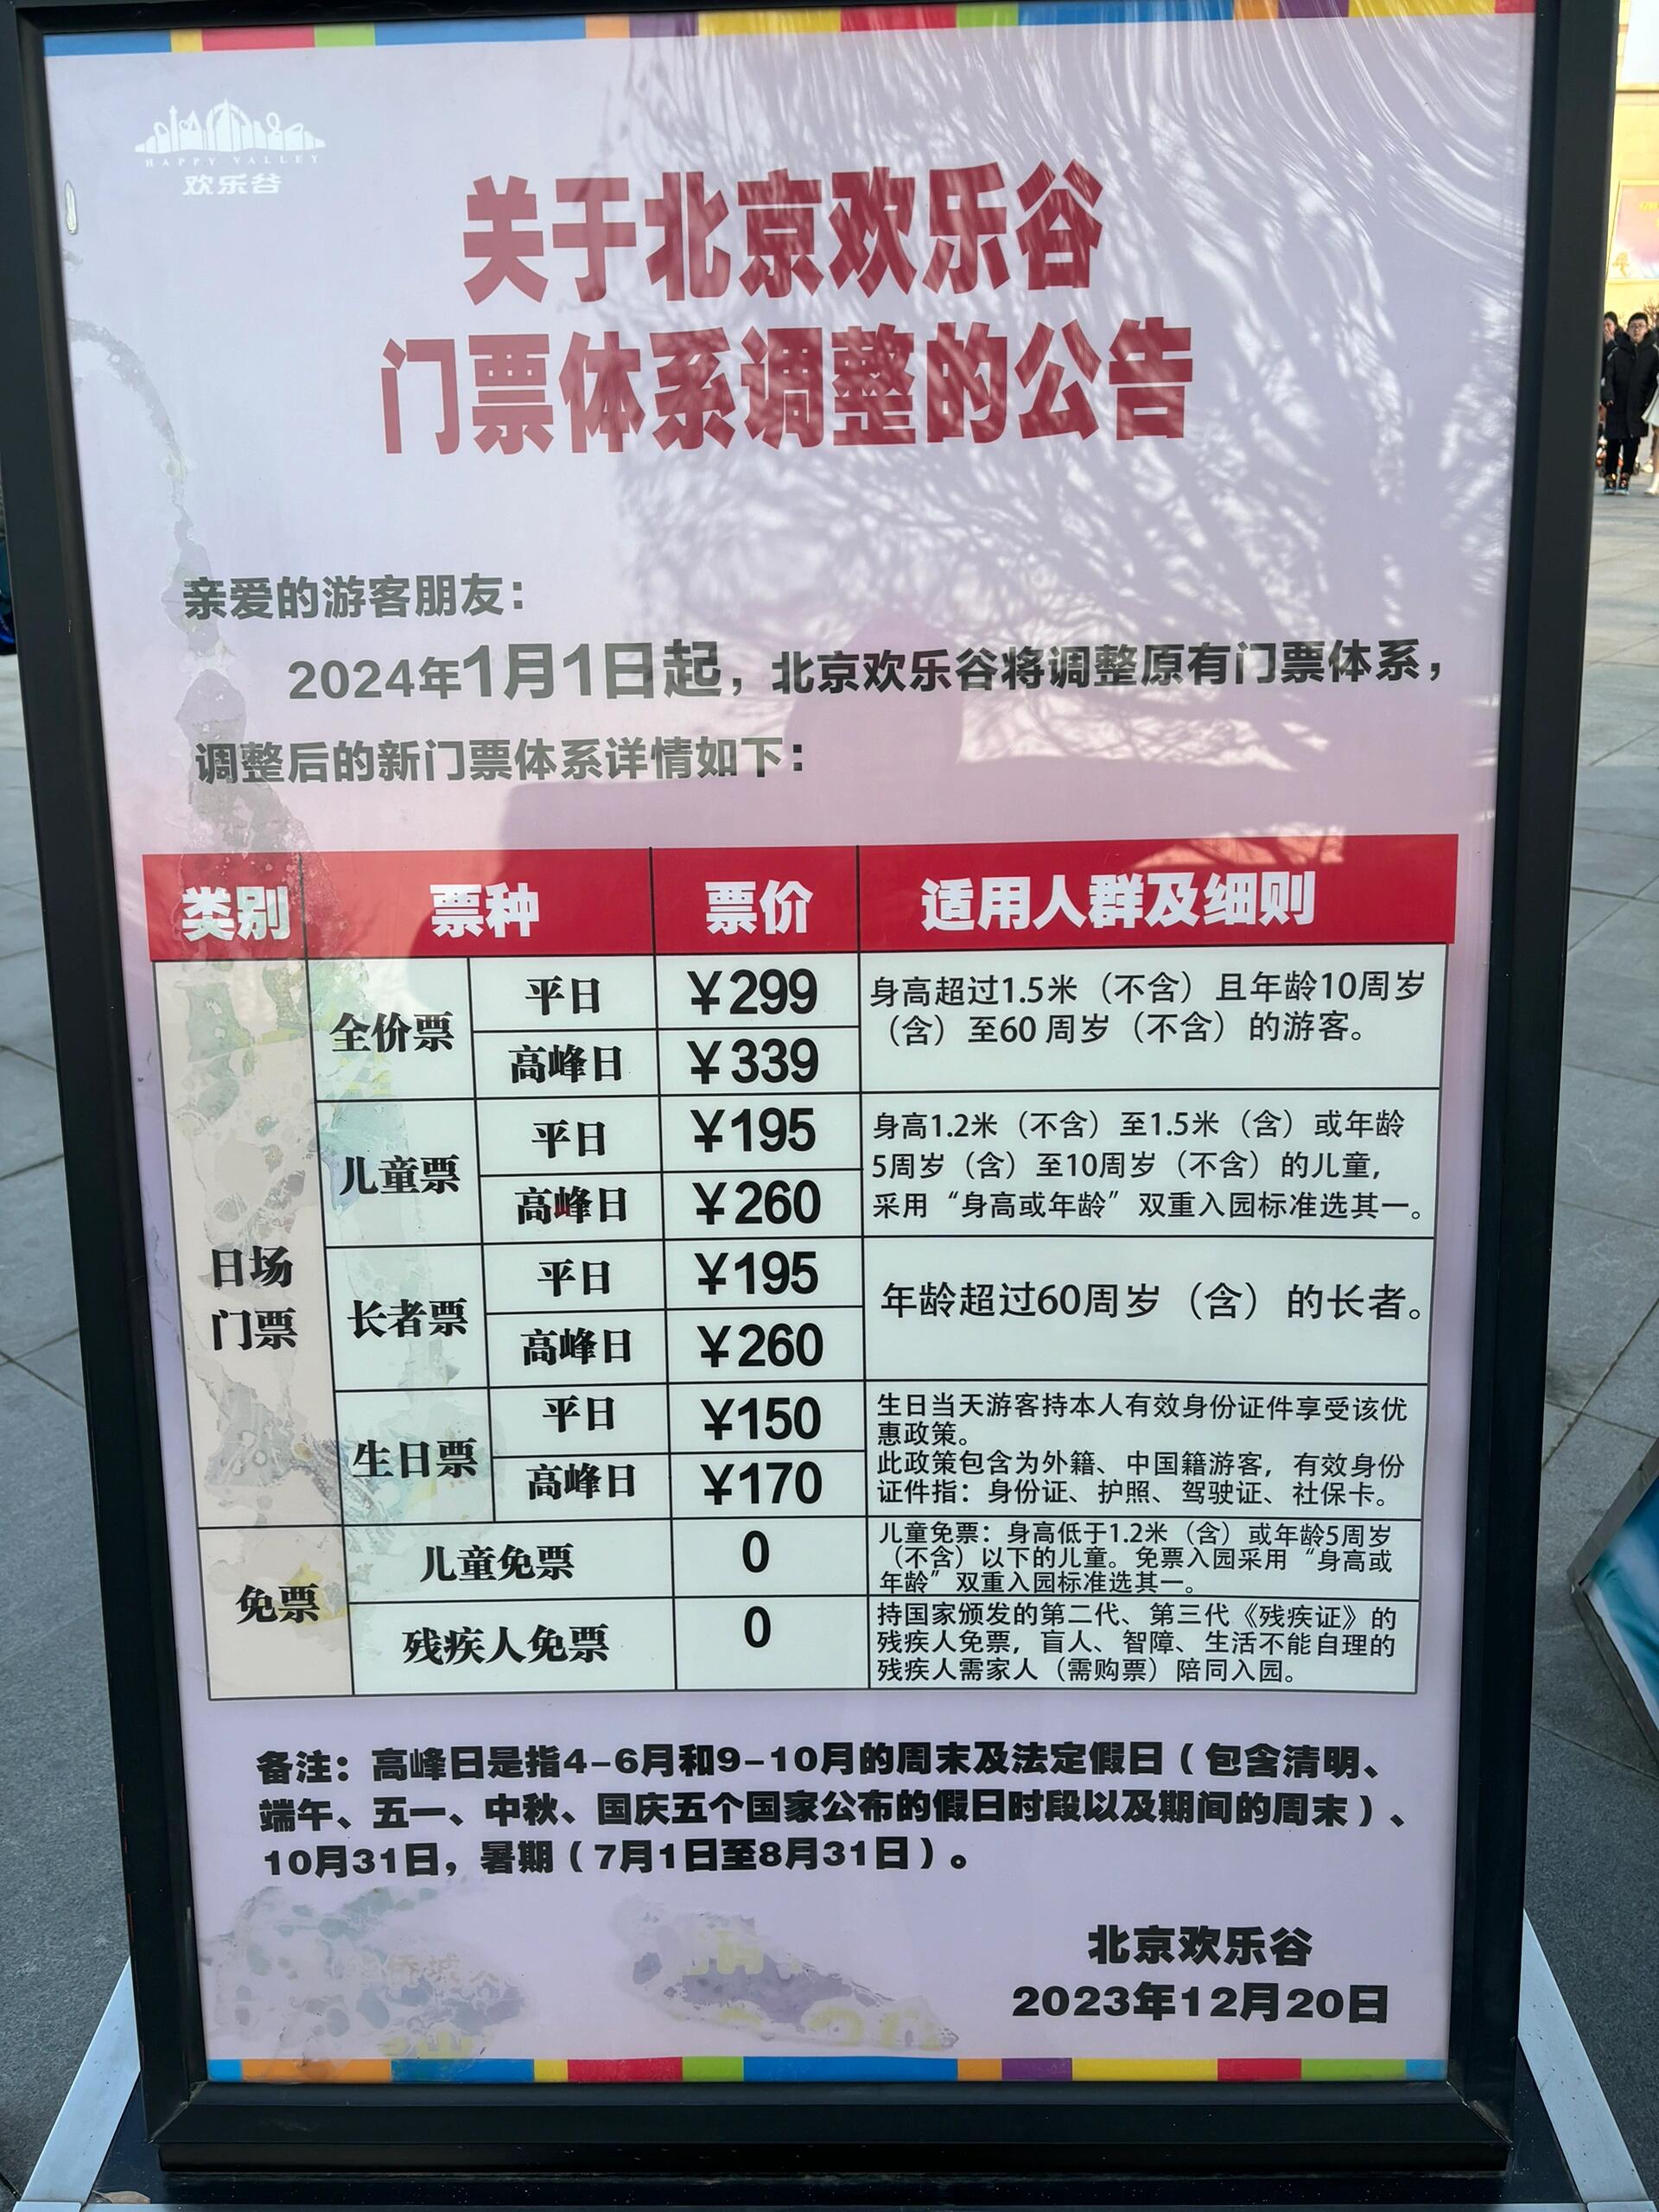 HAPPY VALLEY
欢乐谷
关于北京欢乐谷
门票体系调整的公告
亲爱的游客朋友：
2024年1月1日起，北京欢乐谷将调整原有门票体系，
调整后的新门票体系详情如下：
类别 票种 票价 适用人群及细则
日场
门票
全价票
平日 ¥299
高峰日 ¥339
身高超过1.5米（不含）且年龄10周岁
（含）至60 周岁（不含）的游客。
儿童票
平日 ¥195
高峰日 ¥260
身高1.2米（不含）至1.5米（含）或年龄
5周岁（含）至10周岁（不含）的儿童，
采用“身高或年龄”双重入园标准选其一。
长者票
平日 ¥195
高峰日 ¥260
年龄超过60周岁（含）的长者。
生日票
平日 ¥150
高峰日 ¥170
生日当天游客持本人有效身份证件享受该优
惠政策。
此政策包含为外籍、中国籍游客，有效身份
证件指：身份证、护照、驾驶证、社保卡。
免票
儿童免票 0
儿童免票：身高低于1.2米（含）或年龄5周岁
（不含）以下的儿童。免票入园采用“身高或
年龄”双重入园标准选其一。
残疾人免票 0
持国家颁发的第二代、第三代《残疾证》的
残疾人免票，盲人、智障、生活不能自理的
残疾人需家人（需购票）陪同入园。
备注：高峰日是指4-6月和9-10月的周末及法定假日（包含清明、
端午、五一、中秋、国庆五个国家公布的假日时段以及期间的周末）、
10月31日，暑期（7月1日至8月31日）。
北京欢乐谷
2023年12月20日